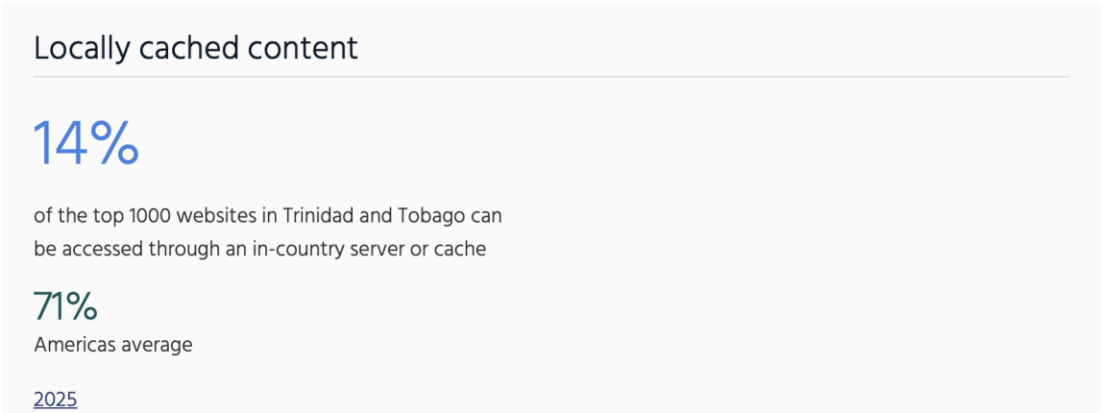 Locally cached content
14%
of the top 1000 websites in Trinidad and Tobago can
be accessed through an in-country server or cache
71%
Americas average
2025